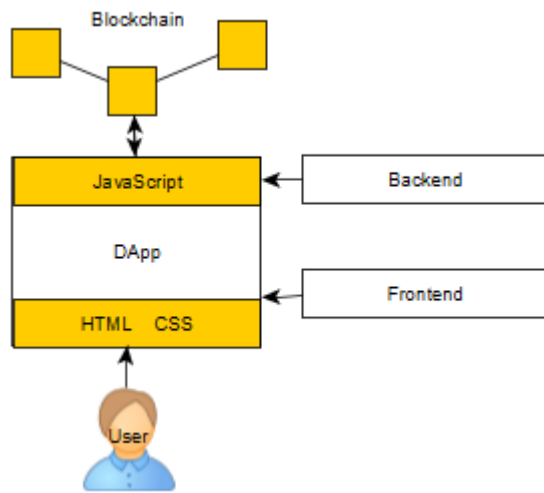 Blockchain
JavaScript
Backend
DApp
Frontend
HTML CSS
User